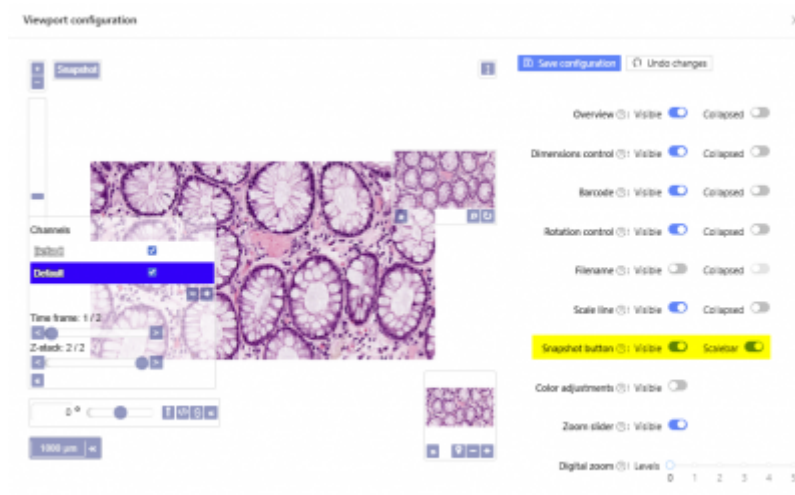 Viewport configuration
Snapshot
Save configuration Undo changes
Overview Visible Collapsed
Dimensions control Visible Collapsed
Barcode Visible Collapsed
Channels
Default
Rotation control Visible Collapsed
Filename Visible Collapsed
Time frame: 1/2
Scale line Visible Collapsed
Z-stack: 2/2
Snapshot button Visible Scalebar
Color adjustments Visible
0°
Zoom slider Visible
1000 µm
Digital zoom Levels
0 1 2 3 4 5